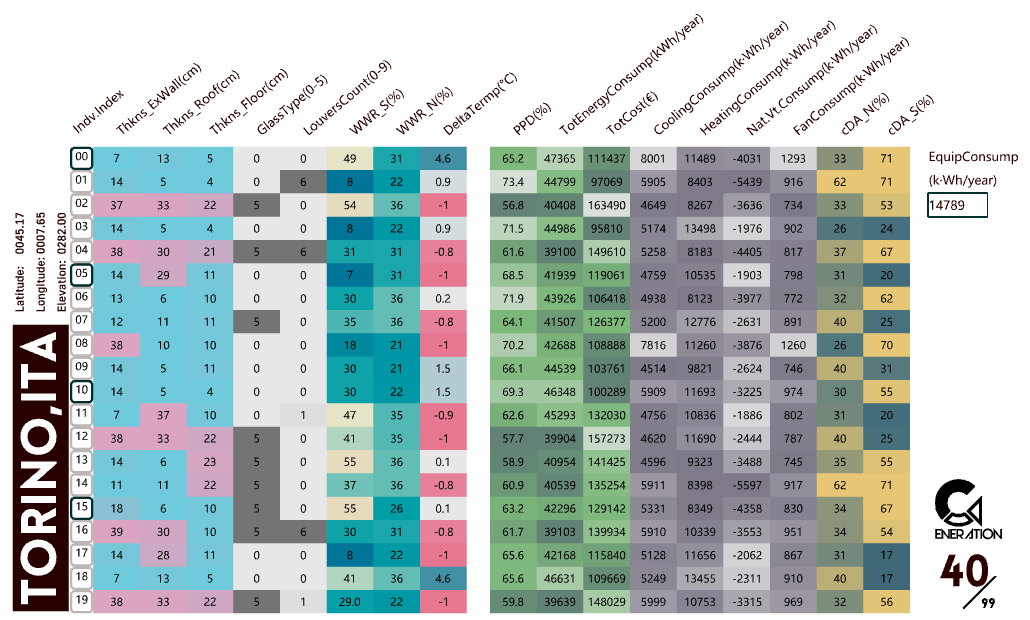 Indv.Index Thkns_ExWall(cm) Thkns_Roof(cm) Thkns_Floor(cm) GlassType(0-5) LouversCount(0-9) WWR_S(%) WWR_N(%) DeltaTermp(°C) PPD(%) TotEnergyConsump(kWh/year) TotCost(€) CoolingConsump(k·Wh/year) HeatingConsump(k·Wh/year) Nat.Vt.Consump(k·Wh/year) FanConsump(k·Wh/year) cDA_N(%) cDA_S(%)
00 7 13 5 0 0 49 31 4.6 65.2 47365 111437 8001 11489 -4031 1293 33 71
01 14 5 4 0 6 8 22 0.9 73.4 44799 97069 5905 8403 -5439 916 62 71
02 37 33 22 5 0 54 36 -1 56.8 40408 163490 4649 8267 -3636 734 33 53
03 14 5 4 0 0 8 22 0.9 71.5 44986 95810 5174 13498 -1976 902 26 24
04 38 30 21 5 6 31 31 -0.8 61.6 39100 149610 5258 8183 -4405 817 37 67
05 14 29 11 0 0 7 31 -1 68.5 41939 119061 4759 10535 -1903 798 31 20
06 13 6 10 0 0 30 36 0.2 71.9 43926 106418 4938 8123 -3977 772 32 62
07 12 11 11 5 0 35 36 -0.8 64.1 41507 126377 5200 12776 -2631 891 40 25
08 38 10 10 0 0 18 21 -1 70.2 42688 108888 7816 11260 -3876 1260 26 70
09 14 5 11 0 0 30 21 1.5 66.1 44539 103761 4514 9821 -2624 746 40 31
10 14 5 4 0 0 30 22 1.5 69.3 46348 100289 5909 11693 -3225 974 30 55
11 7 37 10 0 1 47 35 -0.9 62.6 45293 132030 4756 10836 -1886 802 31 20
12 38 33 22 5 0 41 35 -1 57.7 39904 157273 4620 11690 -2444 787 40 25
13 14 6 23 5 0 55 36 0.1 58.9 40954 141425 4596 9323 -3488 745 35 55
14 11 11 22 5 0 37 36 -0.8 60.9 40539 135254 5911 8398 -5597 917 62 71
15 18 6 10 5 0 55 26 0.1 63.2 42296 129142 5331 8349 -4358 830 34 67
16 39 30 10 5 6 30 31 -0.8 61.7 39103 139934 5910 10339 -3553 951 34 54
17 14 28 11 0 0 8 22 -1 65.6 42168 115840 5128 11656 -2062 867 31 17
18 7 13 5 0 0 41 36 4.6 65.6 46631 109669 5249 13455 -2311 910 40 17
19 38 33 22 5 1 29.0 22 -1 59.8 39639 148029 5999 10753 -3315 969 32 56
EquipConsump
(k·Wh/year)
14789
Latitude: 0045.17
Longitude: 0007.65
Elevation: 0282.00
TORINO,ITA
ENERATION
40/99